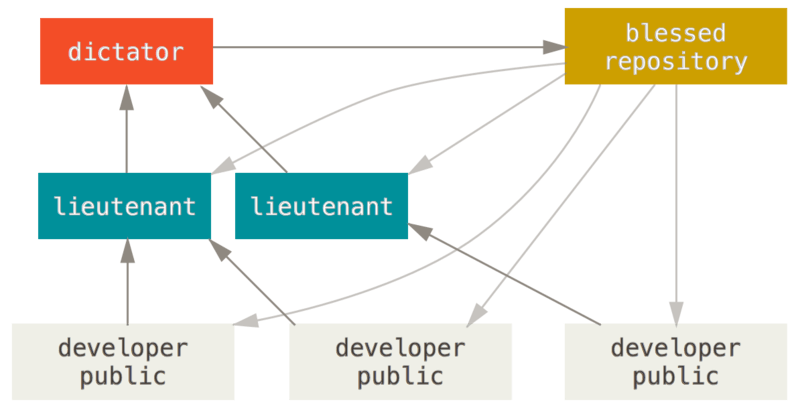 dictator
blessed
repository
lieutenant
lieutenant
developer
public
developer
public
developer
public